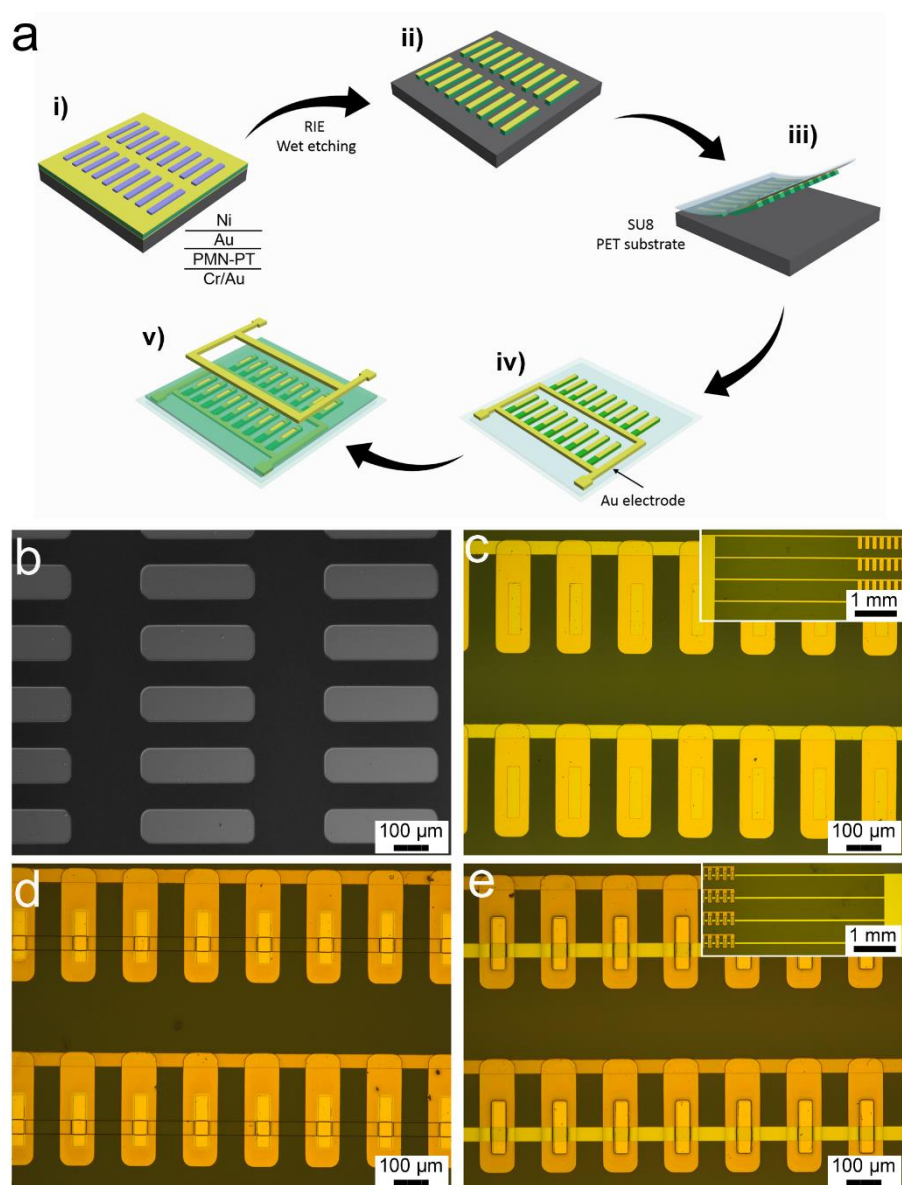 a
i)
ii)
RIE
Wet etching
iii)
SU8
PET substrate
Ni
Au
PMN-PT
Cr/Au
v)
iv)
Au electrode
b
100 µm
c
1 mm
100 µm
d
100 µm
e
1 mm
100 µm